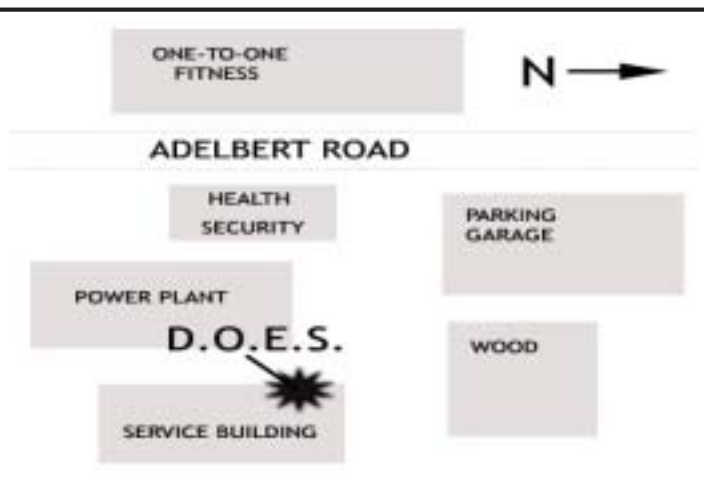 ONE-TO-ONE
FITNESS
N
ADELBERT ROAD
HEALTH
SECURITY
PARKING
GARAGE
POWER PLANT
D.O.E.S.
WOOD
SERVICE BUILDING